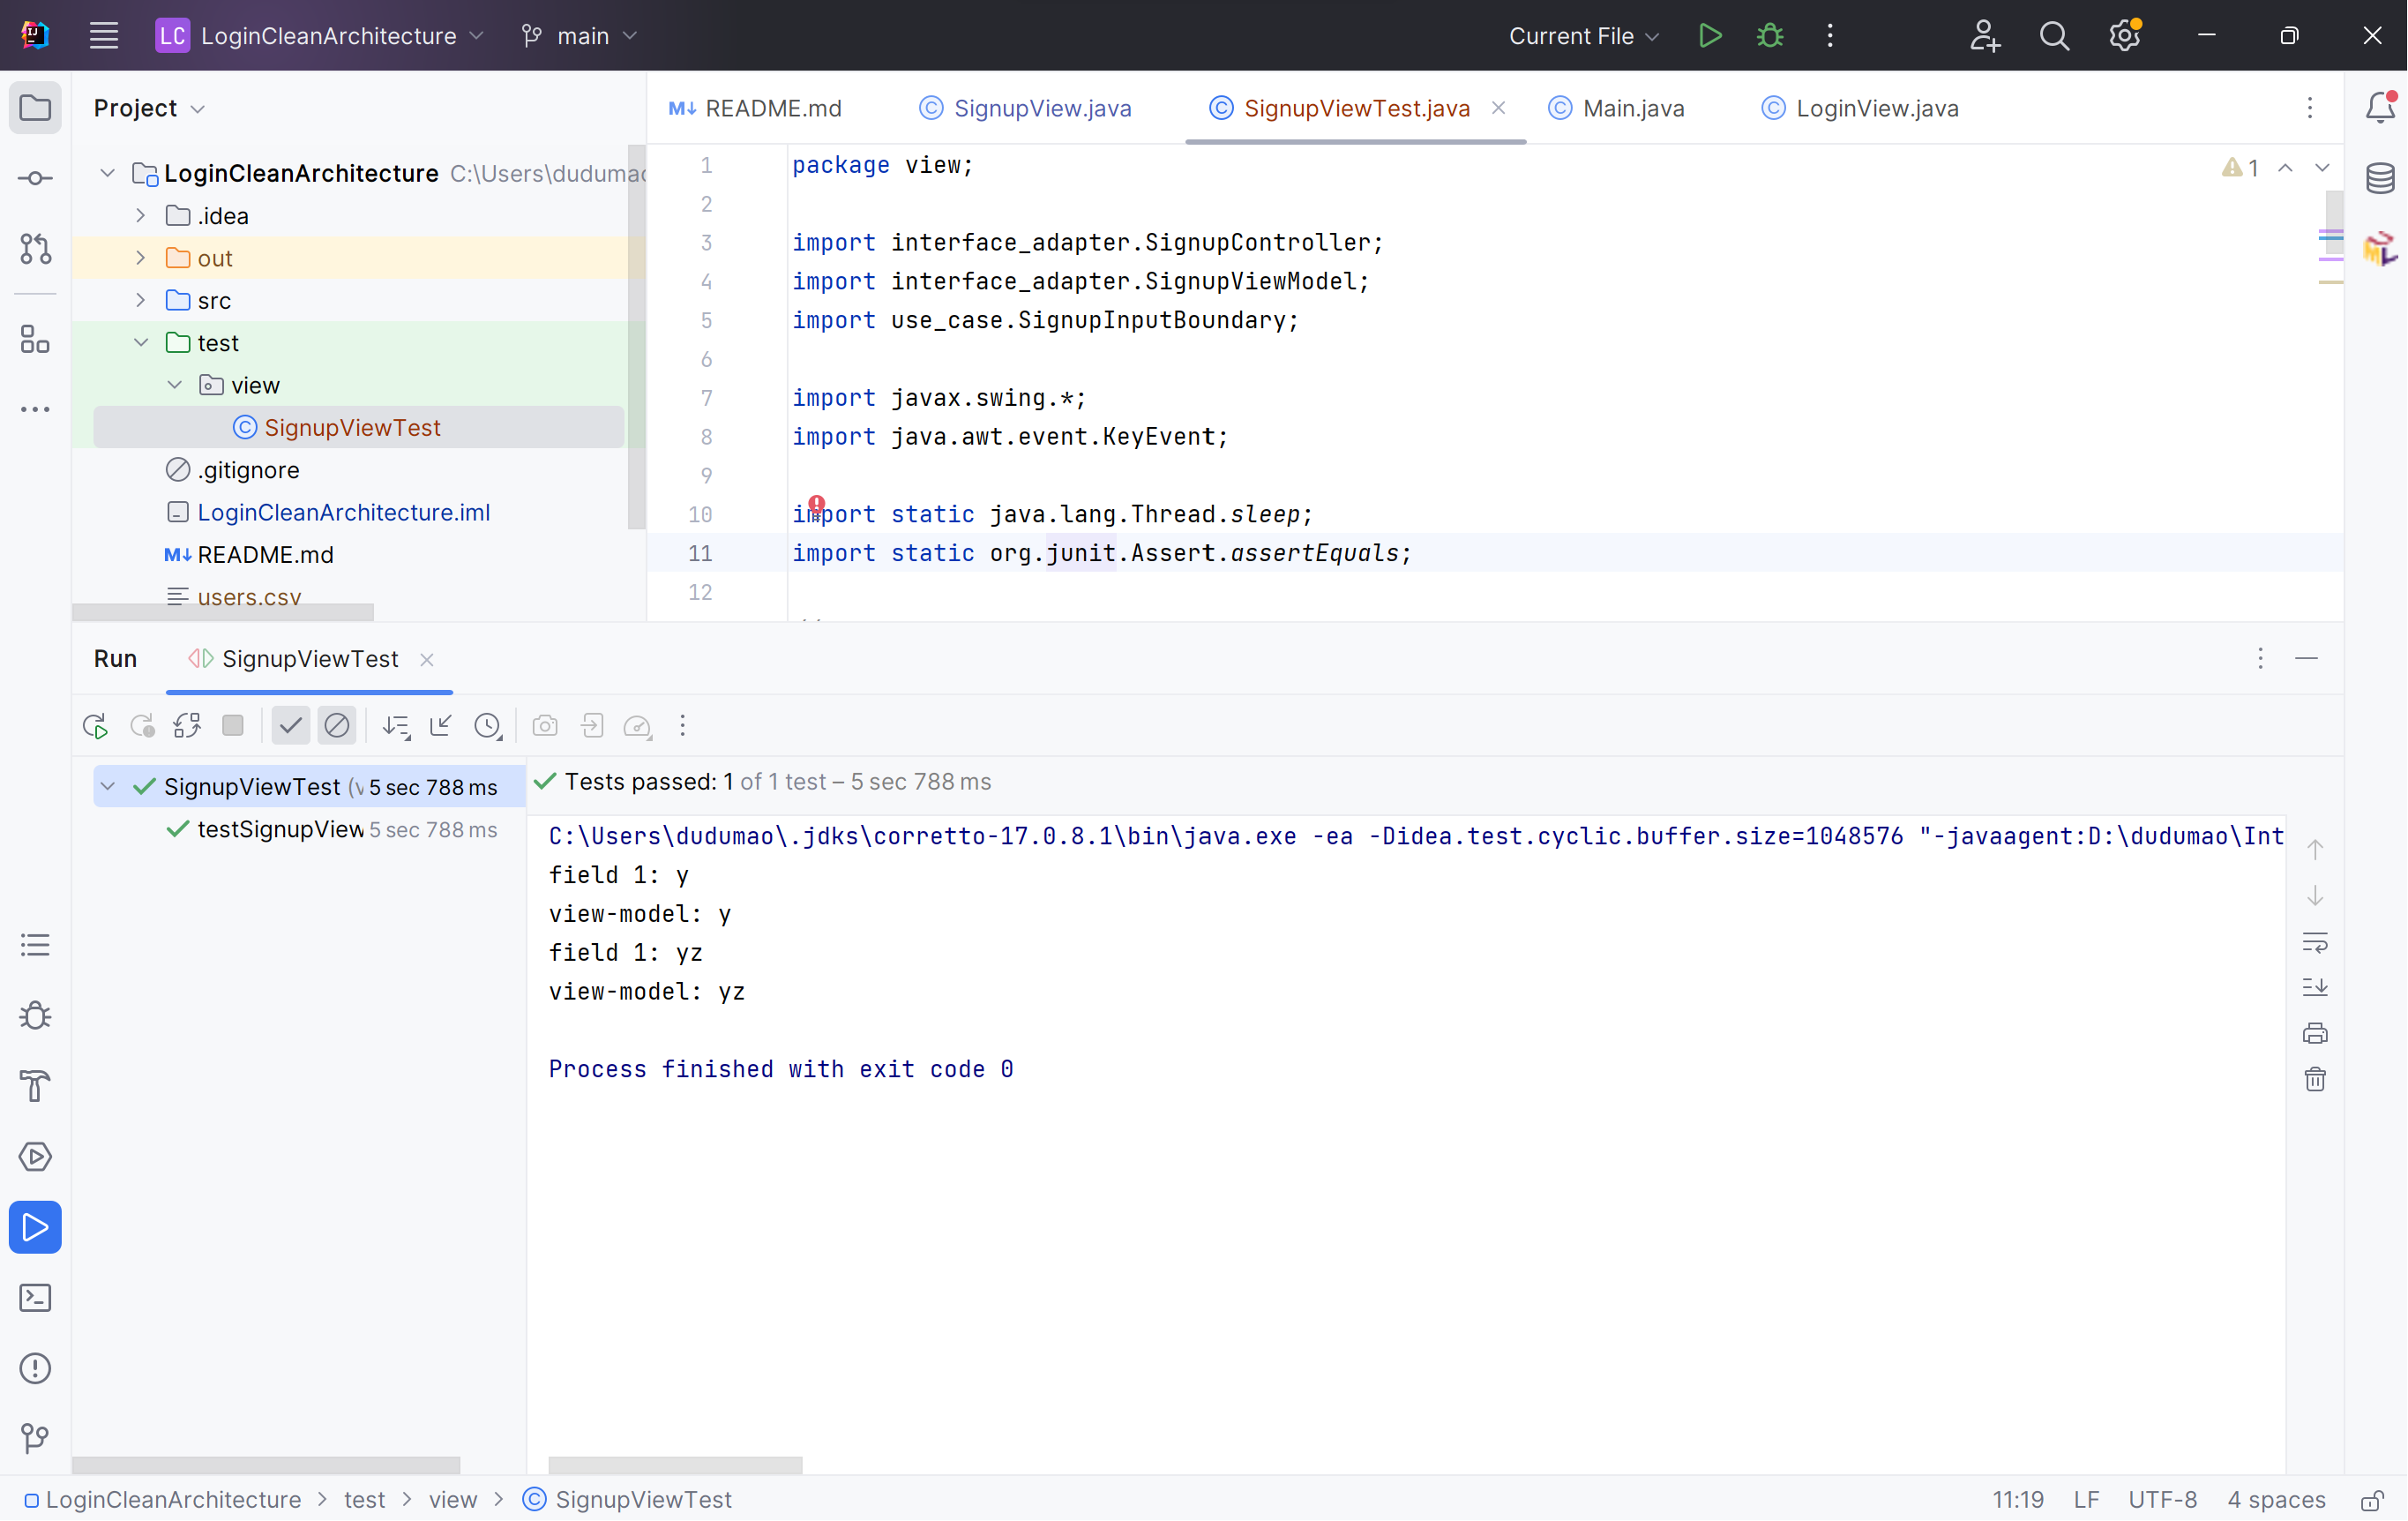 LC LoginCleanArchitecture main Current File
Project
README.md SignupView.java SignupViewTest.java Main.java LoginView.java
LoginCleanArchitecture C:\Users\dudumao
.idea
out
src
test
view
SignupViewTest
.gitignore
LoginCleanArchitecture.iml
README.md
users.csv
1 package view;
2
3 import interface_adapter.SignupController;
4 import interface_adapter.SignupViewModel;
5 import use_case.SignupInputBoundary;
6
7 import javax.swing.*;
8 import java.awt.event.KeyEvent;
9
10 import static java.lang.Thread.sleep;
11 import static org.junit.Assert.assertEquals;
12
1
Run SignupViewTest
SignupViewTest (v 5 sec 788 ms
testSignupView 5 sec 788 ms
Tests passed: 1 of 1 test – 5 sec 788 ms
C:\Users\dudumao\.jdks\corretto-17.0.8.1\bin\java.exe -ea -Didea.test.cyclic.buffer.size=1048576 "-javaagent:D:\dudumao\Int
field 1: y
view-model: y
field 1: yz
view-model: yz
Process finished with exit code 0
LoginCleanArchitecture > test > view > SignupViewTest
11:19 LF UTF-8 4 spaces